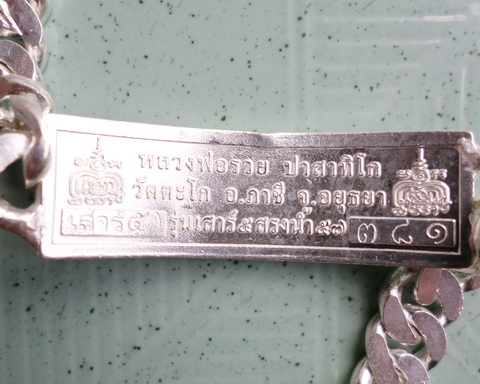 หลวงพ่อรวย ปาสาทิโก
วัดตะโก อ.ภาชี จ.อยุธยา
เสาร์๕ รุ่นเสาร์๕สรงน้ำ๕๗ ๓๘๑